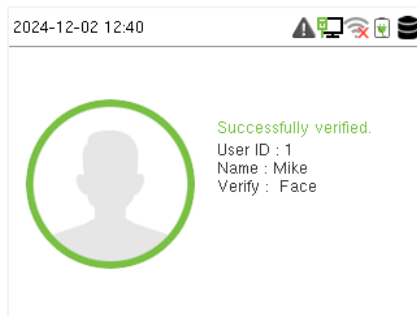 2024-12-02 12:40
Successfully verified.
User ID : 1
Name : Mike
Verify : Face